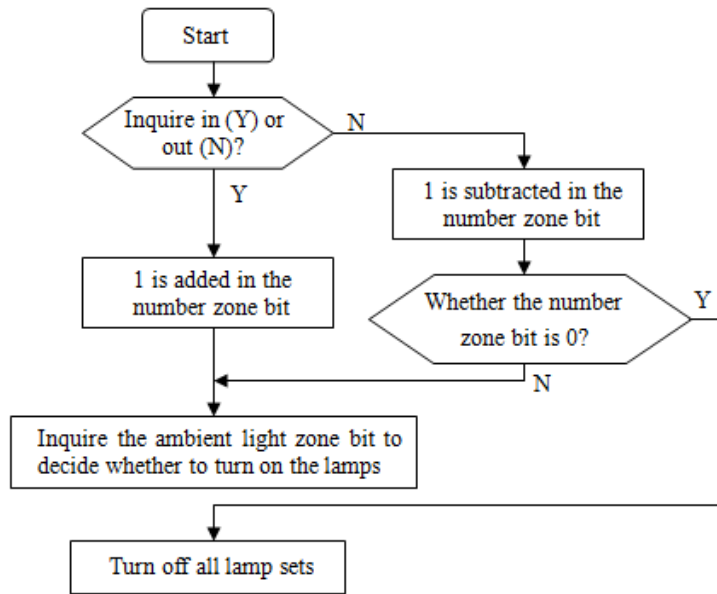 Start
Inquire in (Y) or
out (N)?
N
Y
1 is subtracted in the
number zone bit
1 is added in the
number zone bit
Whether the number
zone bit is 0?
Y
N
Inquire the ambient light zone bit to
decide whether to turn on the lamps
Turn off all lamp sets